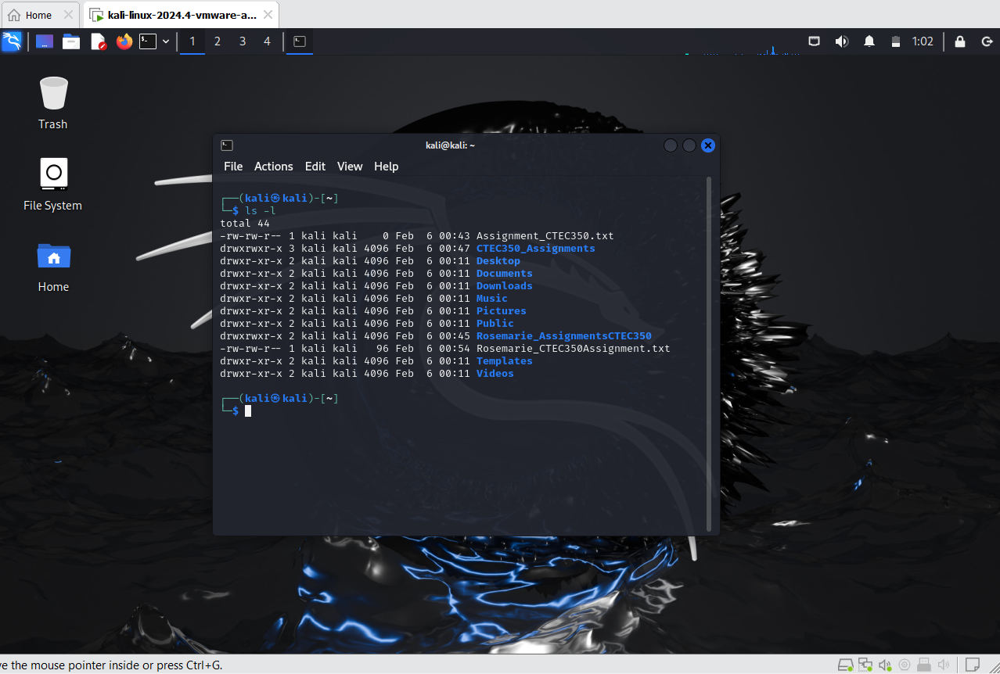 Home
kali-linux-2024.4-vmware-a...
1 2 3 4
1:02
Trash
File System
Home
kali@kali: ~
File Actions Edit View Help
┌──(kali㉿kali)-[~]
└─$ ls -l
total 44
-rw-rw-r-- 1 kali kali    0 Feb  6 00:43 Assignment_CTEC350.txt
drwxrwxr-x 3 kali kali 4096 Feb  6 00:47 CTEC350_Assignments
drwxr-xr-x 2 kali kali 4096 Feb  6 00:11 Desktop
drwxr-xr-x 2 kali kali 4096 Feb  6 00:11 Documents
drwxr-xr-x 2 kali kali 4096 Feb  6 00:11 Downloads
drwxr-xr-x 2 kali kali 4096 Feb  6 00:11 Music
drwxr-xr-x 2 kali kali 4096 Feb  6 00:11 Pictures
drwxr-xr-x 2 kali kali 4096 Feb  6 00:11 Public
drwxrwxr-x 2 kali kali 4096 Feb  6 00:45 Rosemarie_AssignmentsCTEC350
-rw-rw-r-- 1 kali kali   96 Feb  6 00:54 Rosemarie_CTEC350Assignment.txt
drwxr-xr-x 2 kali kali 4096 Feb  6 00:11 Templates
drwxr-xr-x 2 kali kali 4096 Feb  6 00:11 Videos
┌──(kali㉿kali)-[~]
└─$
ve the mouse pointer inside or press Ctrl+G.